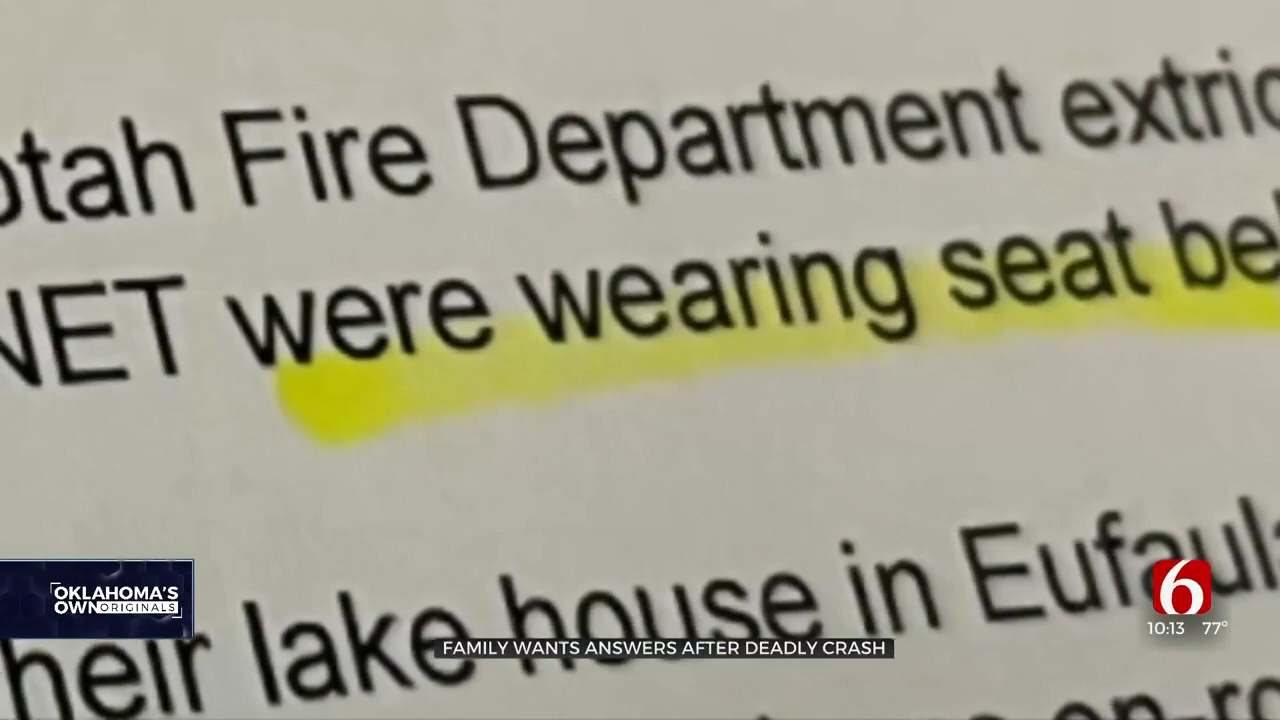 otah Fire Department extric
NET were wearing seat be
heir lake house in Eufaula
OKLAHOMA'S
OWN ORIGINALS
FAMILY WANTS ANSWERS AFTER DEADLY CRASH
6
10:13 77°